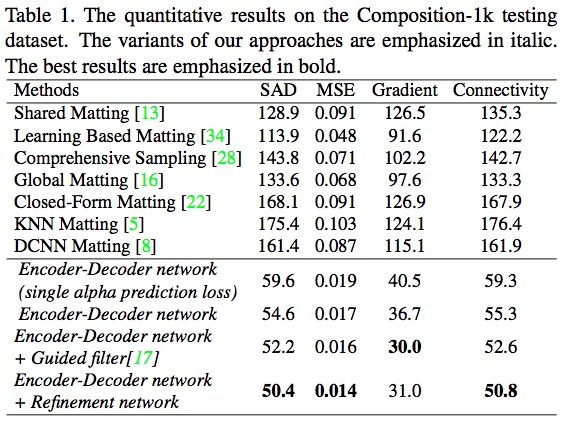 Table 1. The quantitative results on the Composition-1k testing
dataset. The variants of our approaches are emphasized in italic.
The best results are emphasized in bold.
Methods SAD MSE Gradient Connectivity
Shared Matting [13] 128.9 0.091 126.5 135.3
Learning Based Matting [34] 113.9 0.048 91.6 122.2
Comprehensive Sampling [28] 143.8 0.071 102.2 142.7
Global Matting [16] 133.6 0.068 97.6 133.3
Closed-Form Matting [22] 168.1 0.091 126.9 167.9
KNN Matting [5] 175.4 0.103 124.1 176.4
DCNN Matting [8] 161.4 0.087 115.1 161.9
Encoder-Decoder network
(single alpha prediction loss) 59.6 0.019 40.5 59.3
Encoder-Decoder network 54.6 0.017 36.7 55.3
Encoder-Decoder network
+ Guided filter[17] 52.2 0.016 30.0 52.6
Encoder-Decoder network
+ Refinement network 50.4 0.014 31.0 50.8